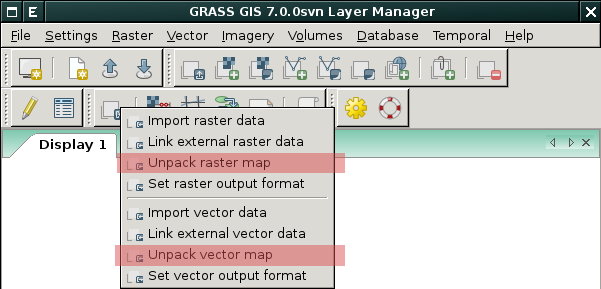 E
GRASS GIS 7.0.0svn Layer Manager
File Settings Raster Vector Imagery Volumes Database Temporal Help
Display 1
Import raster data
Link external raster data
Unpack raster map
Set raster output format
Import vector data
Link external vector data
Unpack vector map
Set vector output format